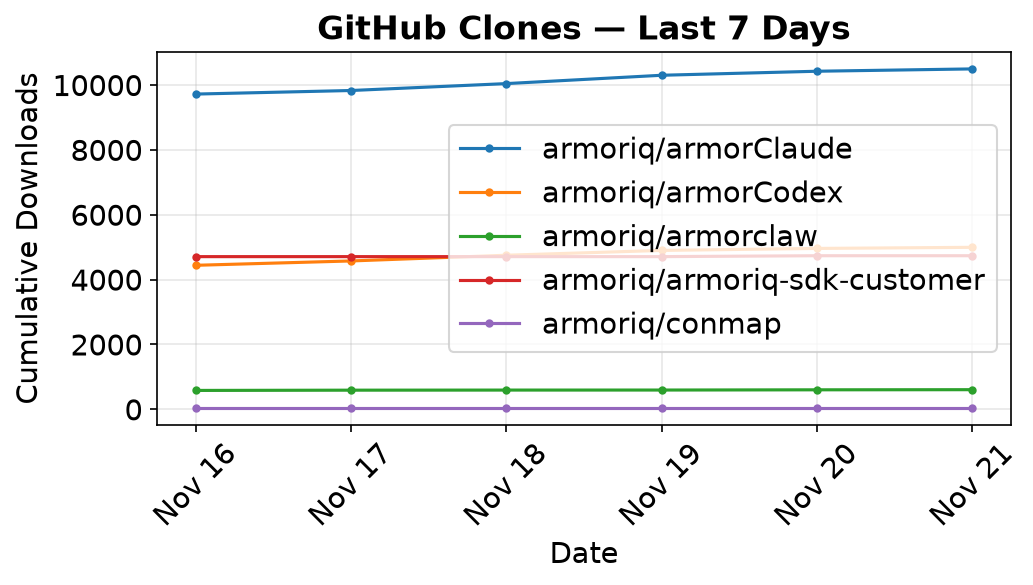 GitHub Clones — Last 7 Days
Cumulative Downloads
10000
8000
6000
4000
2000
0
armoriq/armorClaude
armoriq/armorCodex
armoriq/armorclaw
armoriq/armoriq-sdk-customer
armoriq/conmap
Nov 16
Nov 17
Nov 18
Nov 19
Nov 20
Nov 21
Date